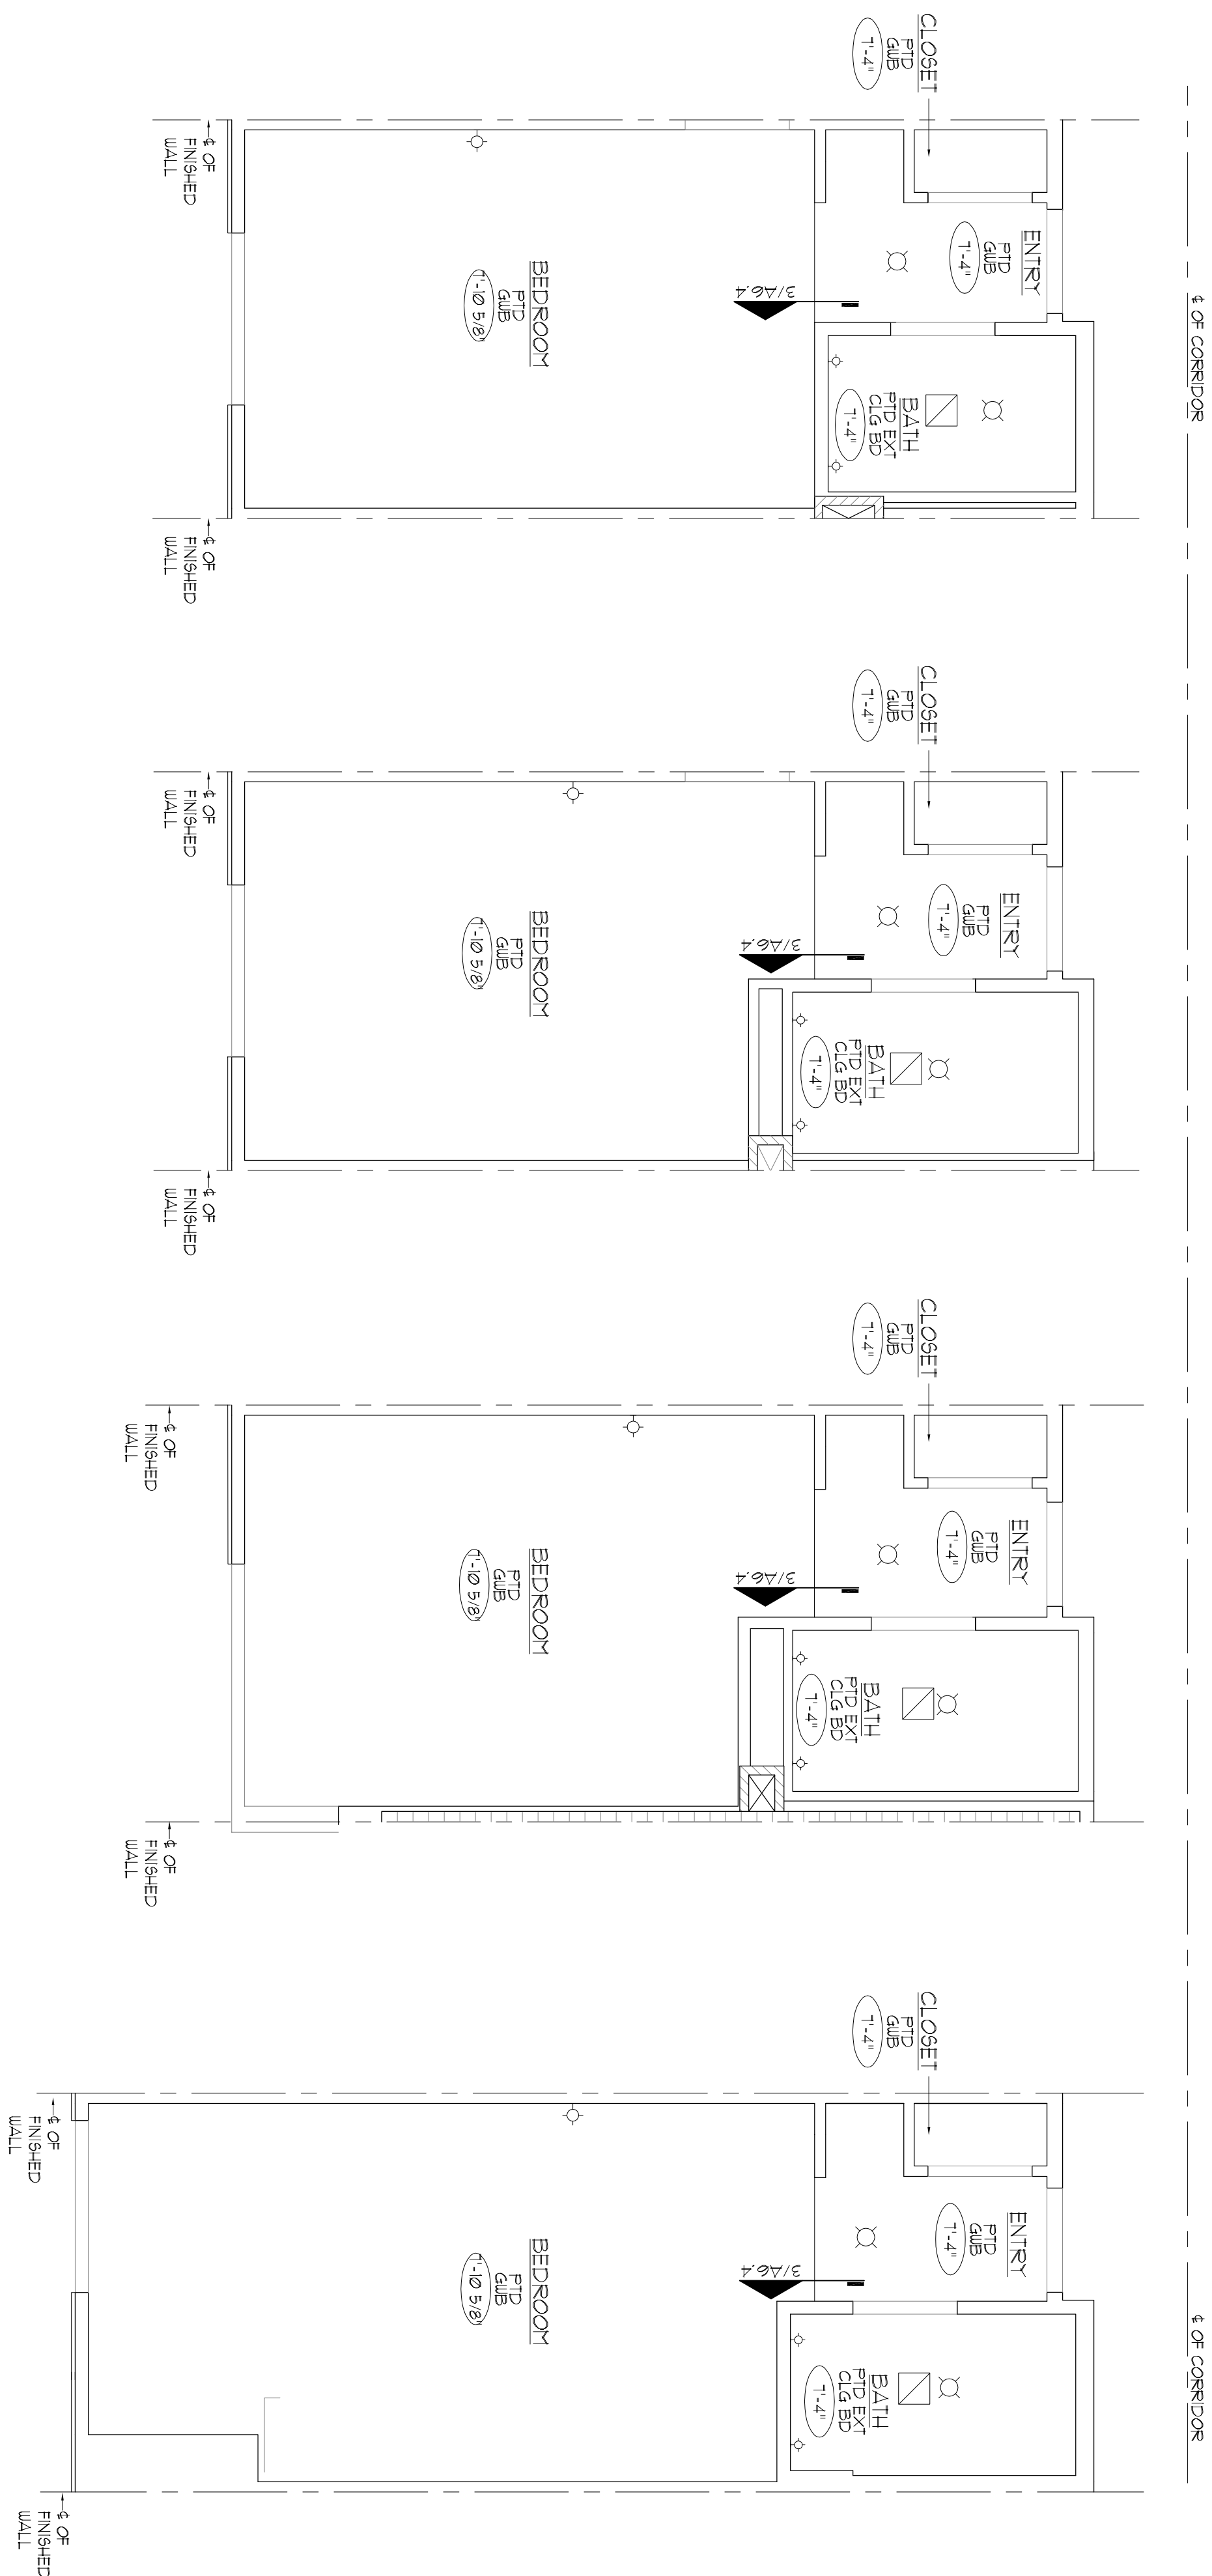 ℄ OF CORRIDOR
CLOSET
PTD
GWB
7'-4"
ENTRY
PTD
GWB
7'-4"
3/A6.4
BATH
PTD EXT
CLG BD
7'-4"
BEDROOM
PTD
GWB
7'-10 5/8"
℄ OF
FINISHED
WALL
℄ OF
FINISHED
WALL
CLOSET
PTD
GWB
7'-4"
ENTRY
PTD
GWB
7'-4"
3/A6.4
BATH
PTD EXT
CLG BD
7'-4"
BEDROOM
PTD
GWB
7'-10 5/8"
℄ OF
FINISHED
WALL
℄ OF
FINISHED
WALL
CLOSET
PTD
GWB
7'-4"
ENTRY
PTD
GWB
7'-4"
3/A6.4
BATH
PTD EXT
CLG BD
7'-4"
BEDROOM
PTD
GWB
7'-10 5/8"
℄ OF
FINISHED
WALL
℄ OF
FINISHED
WALL
℄ OF CORRIDOR
CLOSET
PTD
GWB
7'-4"
ENTRY
PTD
GWB
7'-4"
3/A6.4
BATH
PTD EXT
CLG BD
7'-4"
BEDROOM
PTD
GWB
7'-10 5/8"
℄ OF
FINISHED
WALL
℄ OF
FINISHED
WALL